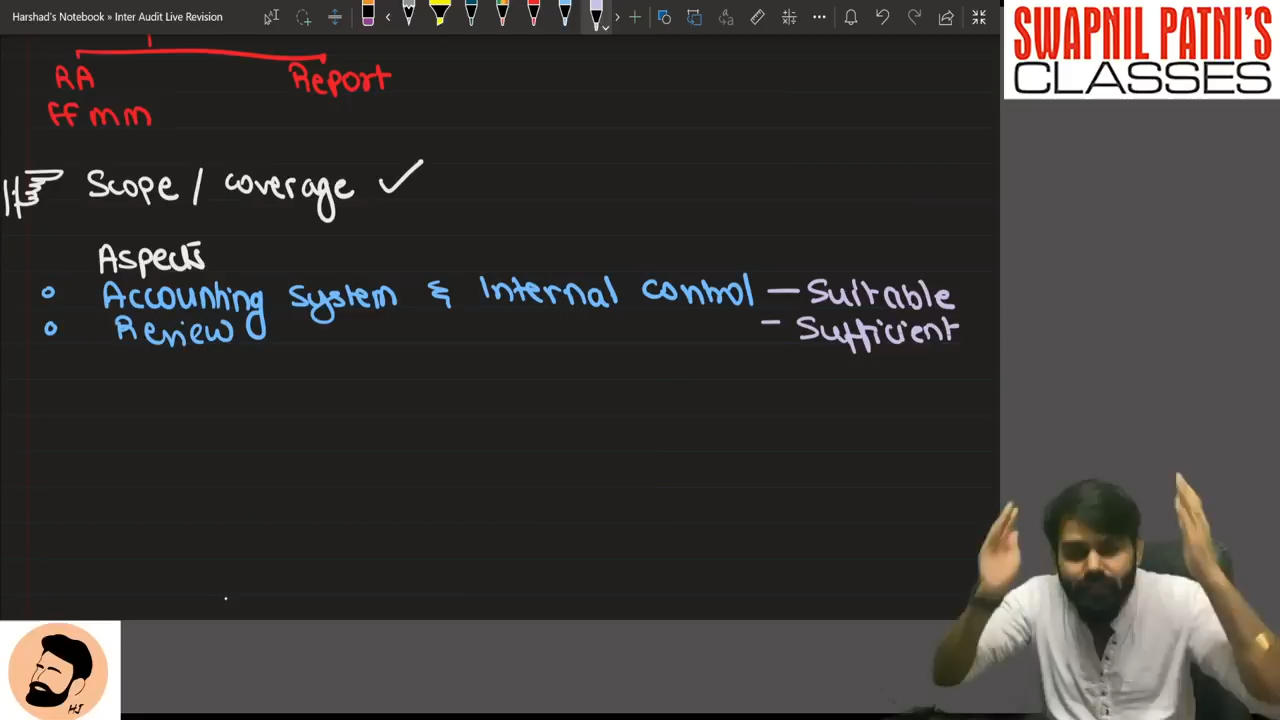 Harshad's Notebook » Inter Audit Live Revision
SWAPNIL PATNI'S
CLASSES
RA Report
FF mm
Scope / coverage ✓
Aspects
Accounting System & Internal control — Suitable
Review – Sufficient
HJ